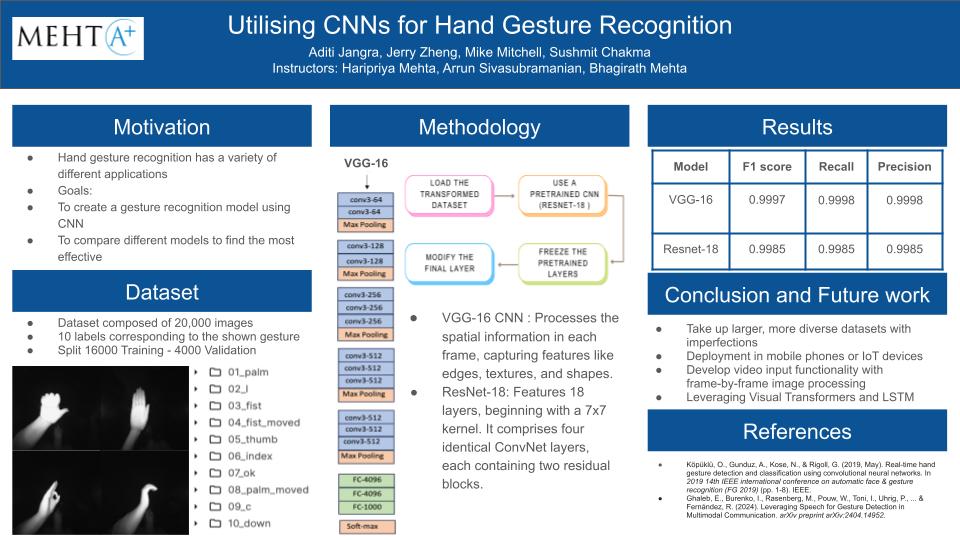 MEHTA+
Utilising CNNs for Hand Gesture Recognition
Aditi Jangra, Jerry Zheng, Mike Mitchell, Sushmit Chakma
Instructors: Haripriya Mehta, Arrun Sivasubramanian, Bhagirath Mehta
Motivation
● Hand gesture recognition has a variety of
different applications
● Goals:
● To create a gesture recognition model using
CNN
● To compare different models to find the most
effective
Dataset
● Dataset composed of 20,000 images
● 10 labels corresponding to the shown gesture
● Split 16000 Training - 4000 Validation
01_palm
02_l
03_fist
04_fist_moved
05_thumb
06_index
07_ok
08_palm_moved
09_c
10_down
Methodology
VGG-16
conv3-64
conv3-64
Max Pooling
conv3-128
conv3-128
Max Pooling
conv3-256
conv3-256
conv3-256
Max Pooling
conv3-512
conv3-512
conv3-512
Max Pooling
conv3-512
conv3-512
conv3-512
Max Pooling
FC-4096
FC-4096
FC-1000
Soft-max
LOAD THE
TRANSFORMED
DATASET
USE A
PRETRAINED CNN
(RESNET-18 )
MODIFY THE
FINAL LAYER
FREEZE THE
PRETRAINED
LAYERS
● VGG-16 CNN : Processes the
spatial information in each
frame, capturing features like
edges, textures, and shapes.
● ResNet-18: Features 18
layers, beginning with a 7x7
kernel. It comprises four
identical ConvNet layers,
each containing two residual
blocks.
Results
Model F1 score Recall Precision
VGG-16 0.9997 0.9998 0.9998
Resnet-18 0.9985 0.9985 0.9985
Conclusion and Future work
● Take up larger, more diverse datasets with
imperfections
● Deployment in mobile phones or IoT devices
● Develop video input functionality with
frame-by-frame image processing
● Leveraging Visual Transformers and LSTM
References
● Köpüklü, O., Gunduz, A., Kose, N., & Rigoll, G. (2019, May). Real-time hand
gesture detection and classification using convolutional neural networks. In
2019 14th IEEE international conference on automatic face & gesture
recognition (FG 2019) (pp. 1-8). IEEE.
● Ghaleb, E., Burenko, I., Rasenberg, M., Pouw, W., Toni, I., Uhrig, P., ... &
Fernández, R. (2024). Leveraging Speech for Gesture Detection in
Multimodal Communication. arXiv preprint arXiv:2404.14952.